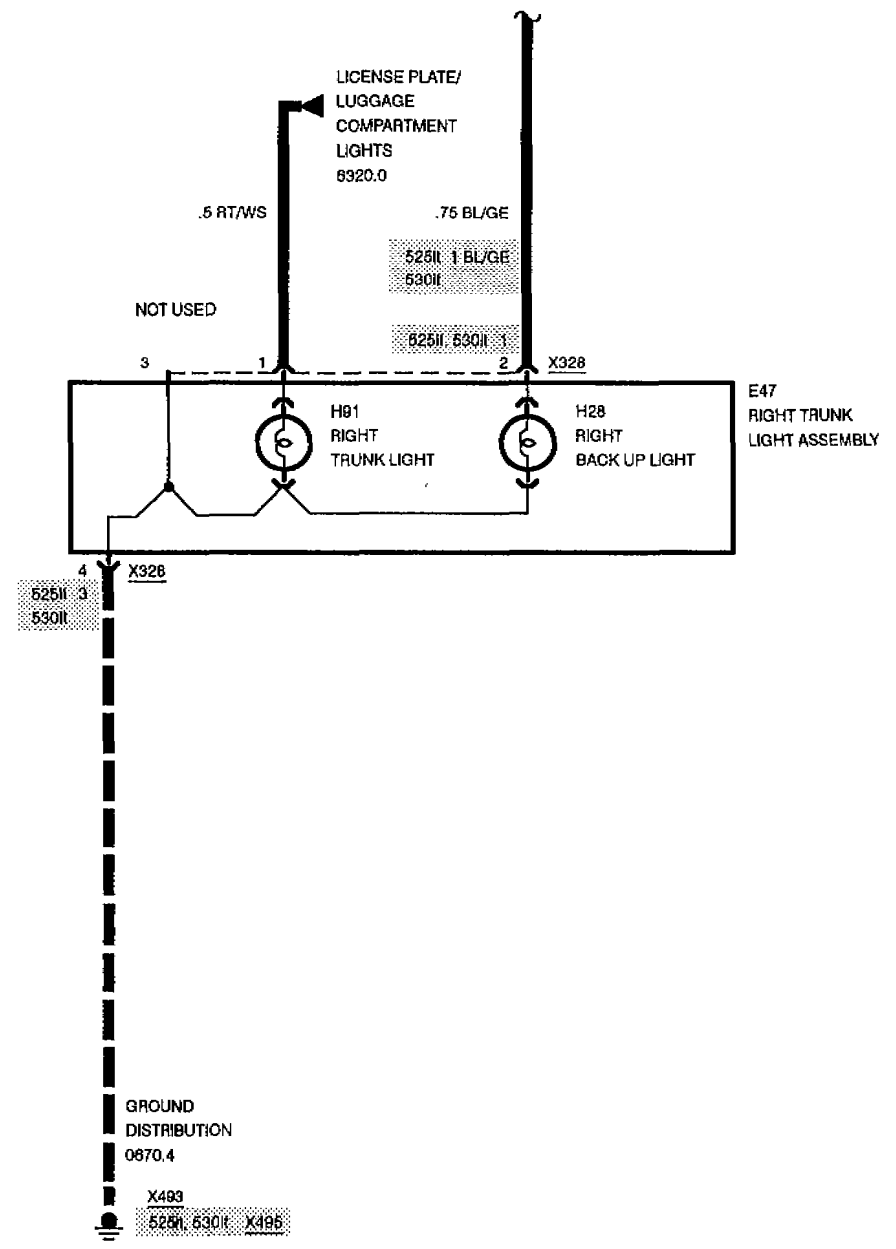 LICENSE PLATE/
LUGGAGE
COMPARTMENT
LIGHTS
6320.0
.5 RT/WS
.75 BL/GE
525it 1 BL/GE
530it
NOT USED
525it, 530it 1
3
1
2
X328
E47
RIGHT TRUNK
LIGHT ASSEMBLY
H91
RIGHT
TRUNK LIGHT
H28
RIGHT
BACK UP LIGHT
4
X328
525it 3
530it
GROUND
DISTRIBUTION
0670.4
X493
525it, 530it X495